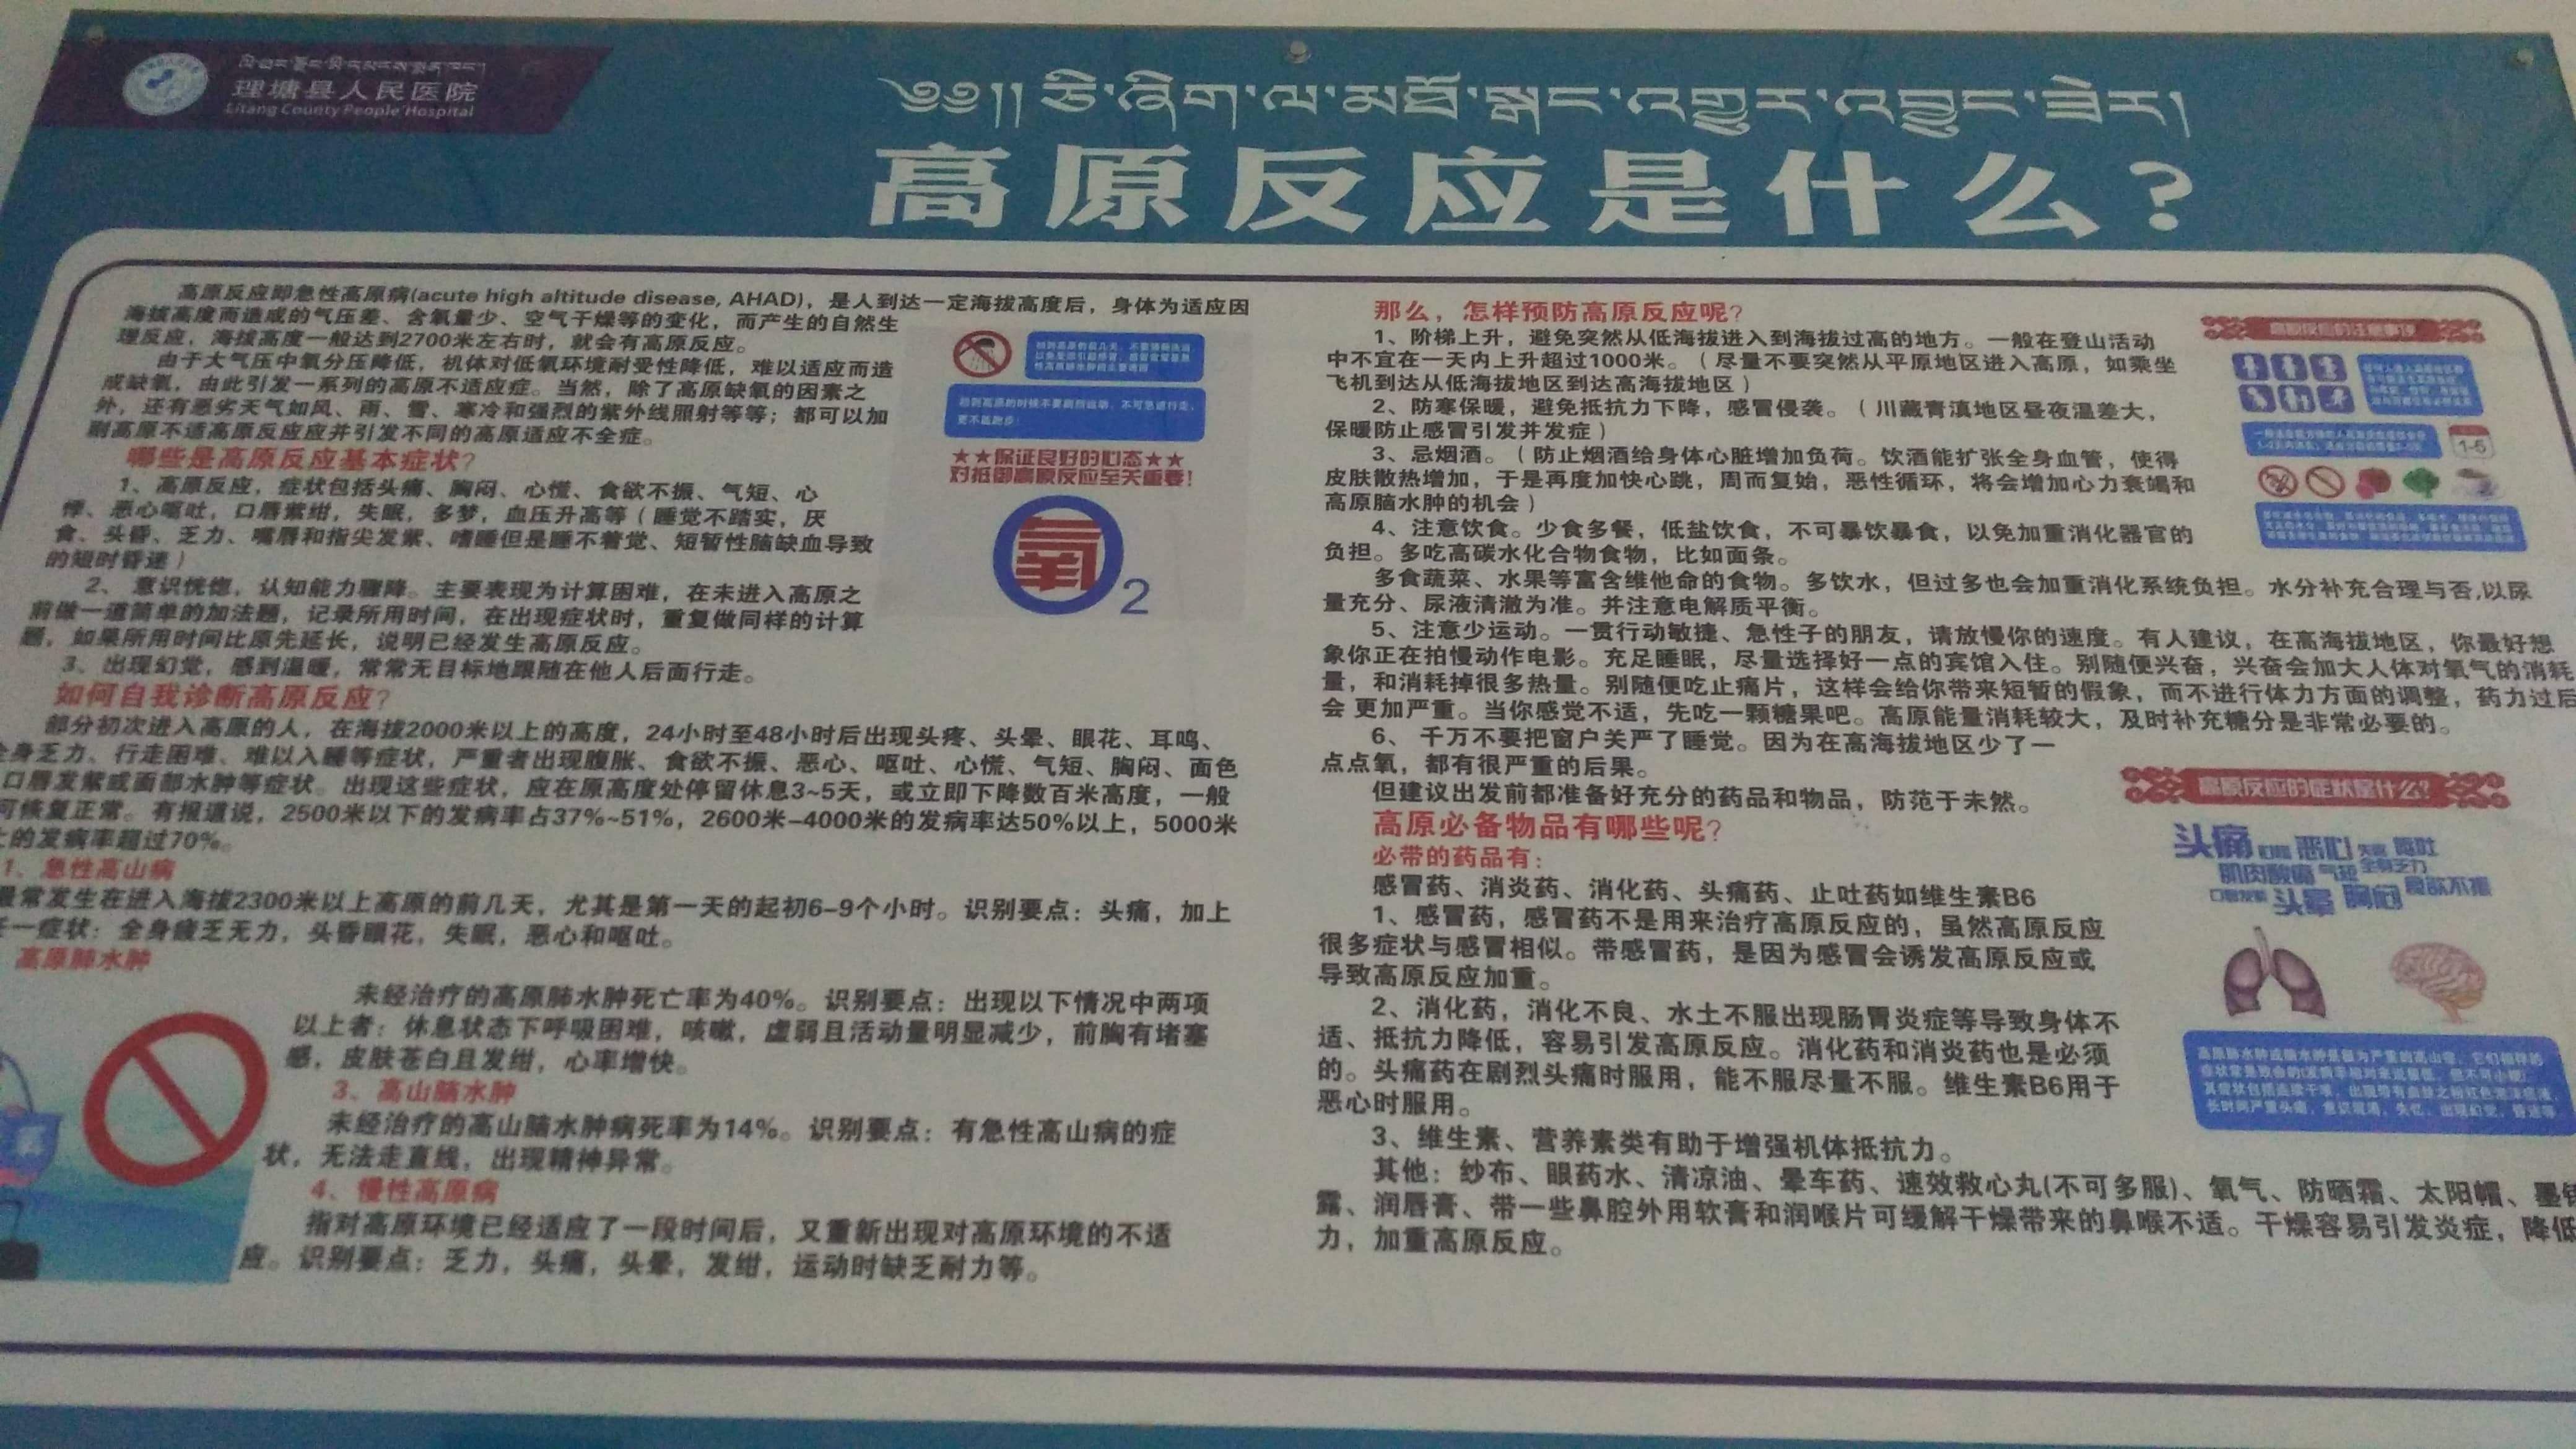 理塘县人民医院
Litang County People Hospital
༄༅།། ཅི་ཞིག་ལ་མཐོ་སྒང་འགྱུར་འབྱུང་ཟེར།
高原反应是什么?
高原反应即急性高原病(acute high altitude disease, AHAD)，是人到达一定海拔高度后，身体为适应因
海拔高度而造成的气压差、含氧量少、空气干燥等的变化，而产生的自然生
理反应，海拔高度一般达到2700米左右时，就会有高原反应。
由于大气压中氧分压降低，机体对低氧环境耐受性降低，难以适应而造
成缺氧，由此引发一系列的高原不适应症。当然，除了高原缺氧的因素之
外，还有恶劣天气如风、雨、雪、寒冷和强烈的紫外线照射等等；都可以加
剧高原不适高原反应应并引发不同的高原适应不全症。
哪些是高原反应基本症状?
1、高原反应，症状包括头痛、胸闷、心慌、食欲不振、气短、心
悸、恶心呕吐，口唇紫绀，失眠，多梦，血压升高等（睡觉不踏实，厌
食、头昏、乏力、嘴唇和指尖发紫、嗜睡但是睡不着觉、短暂性脑缺血导致
的短时昏迷）
2、 意识恍惚，认知能力骤降。主要表现为计算困难，在未进入高原之
前做一道简单的加法题，记录所用时间，在出现症状时，重复做同样的计算
题，如果所用时间比原先延长，说明已经发生高原反应。
3、出现幻觉，感到温暖，常常无目标地跟随在他人后面行走。
如何自我诊断高原反应?
部分初次进入高原的人，在海拔2000米以上的高度，24小时至48小时后出现头疼、头晕、眼花、耳鸣、
全身乏力、行走困难、难以入睡等症状，严重者出现腹胀、食欲不振、恶心、呕吐、心慌、气短、胸闷、面色
口唇发紫或面部水肿等症状。出现这些症状，应在原高度处停留休息3~5天，或立即下降数百米高度，一般
可恢复正常。有报道说，2500米以下的发病率占37%~51%，2600米-4000米的发病率达50%以上，5000米
的发病率超过70%。
1、急性高山病
最常发生在进入海拔2300米以上高原的前几天，尤其是第一天的起初6-9个小时。识别要点：头痛，加上
任一症状：全身疲乏无力，头昏眼花，失眠，恶心和呕吐。
高原肺水肿
未经治疗的高原肺水肿死亡率为40%。识别要点：出现以下情况中两项
以上者：休息状态下呼吸困难，咳嗽，虚弱且活动量明显减少，前胸有堵塞
感，皮肤苍白且发绀，心率增快。
3、高山脑水肿
未经治疗的高山脑水肿病死率为14%。识别要点：有急性高山病的症
状，无法走直线，出现精神异常。
4、慢性高原病
指对高原环境已经适应了一段时间后，又重新出现对高原环境的不适
应。识别要点：乏力，头痛，头晕，发绀，运动时缺乏耐力等。
初到高原的时候不要剧烈运动，不可急速行走，
更不能跑步！
★★保证良好的心态★★
对抵御高原反应至关重要！
氧
2
那么，怎样预防高原反应呢?
1、阶梯上升，避免突然从低海拔进入到海拔过高的地方。一般在登山活动
中不宜在一天内上升超过1000米。（尽量不要突然从平原地区进入高原，如乘坐
飞机到达从低海拔地区到达高海拔地区）
2、防寒保暖，避免抵抗力下降，感冒侵袭。（川藏青滇地区昼夜温差大，
保暖防止感冒引发并发症）
3、忌烟酒。（防止烟酒给身体心脏增加负荷。饮酒能扩张全身血管，使得
皮肤散热增加，于是再度加快心跳，周而复始，恶性循环，将会增加心力衰竭和
高原脑水肿的机会）
4、注意饮食。少食多餐，低盐饮食，不可暴饮暴食，以免加重消化器官的
负担。多吃高碳水化合物食物，比如面条。
多食蔬菜、水果等富含维他命的食物。多饮水，但过多也会加重消化系统负担。水分补充合理与否,以尿
量充分、尿液清澈为准。并注意电解质平衡。
5、注意少运动。一贯行动敏捷、急性子的朋友，请放慢你的速度。有人建议，在高海拔地区，你最好想
象你正在拍慢动作电影。充足睡眠，尽量选择好一点的宾馆入住。别随便兴奋，兴奋会加大人体对氧气的消耗
量，和消耗掉很多热量。别随便吃止痛片，这样会给你带来短暂的假象，而不进行体力方面的调整，药力过后
会 更加严重。当你感觉不适，先吃一颗糖果吧。高原能量消耗较大，及时补充糖分是非常必要的。
6、 千万不要把窗户关严了睡觉。因为在高海拔地区少了一
点点氧，都有很严重的后果。
但建议出发前都准备好充分的药品和物品，防范于未然。
高原必备物品有哪些呢?
必带的药品有：
感冒药、消炎药、消化药、头痛药、止吐药如维生素B6
1、感冒药，感冒药不是用来治疗高原反应的，虽然高原反应
很多症状与感冒相似。带感冒药，是因为感冒会诱发高原反应或
导致高原反应加重。
2、消化药，消化不良、水土不服出现肠胃炎症等导致身体不
适、抵抗力降低，容易引发高原反应。消化药和消炎药也是必须
的。头痛药在剧烈头痛时服用，能不服尽量不服。维生素B6用于
恶心时服用。
3、维生素、营养素类有助于增强机体抵抗力。
其他：纱布、眼药水、清凉油、晕车药、速效救心丸(不可多服)、氧气、防晒霜、太阳帽、墨镜
露、润唇膏、带一些鼻腔外用软膏和润喉片可缓解干燥带来的鼻喉不适。干燥容易引发炎症，降低
力，加重高原反应。
高原反应的注意事项
1-5
高原反应的症状是什么?
头痛 恶心 失眠 呕吐
肌肉酸痛 气短 全身乏力
口唇发紫 头晕 胸闷 食欲不振